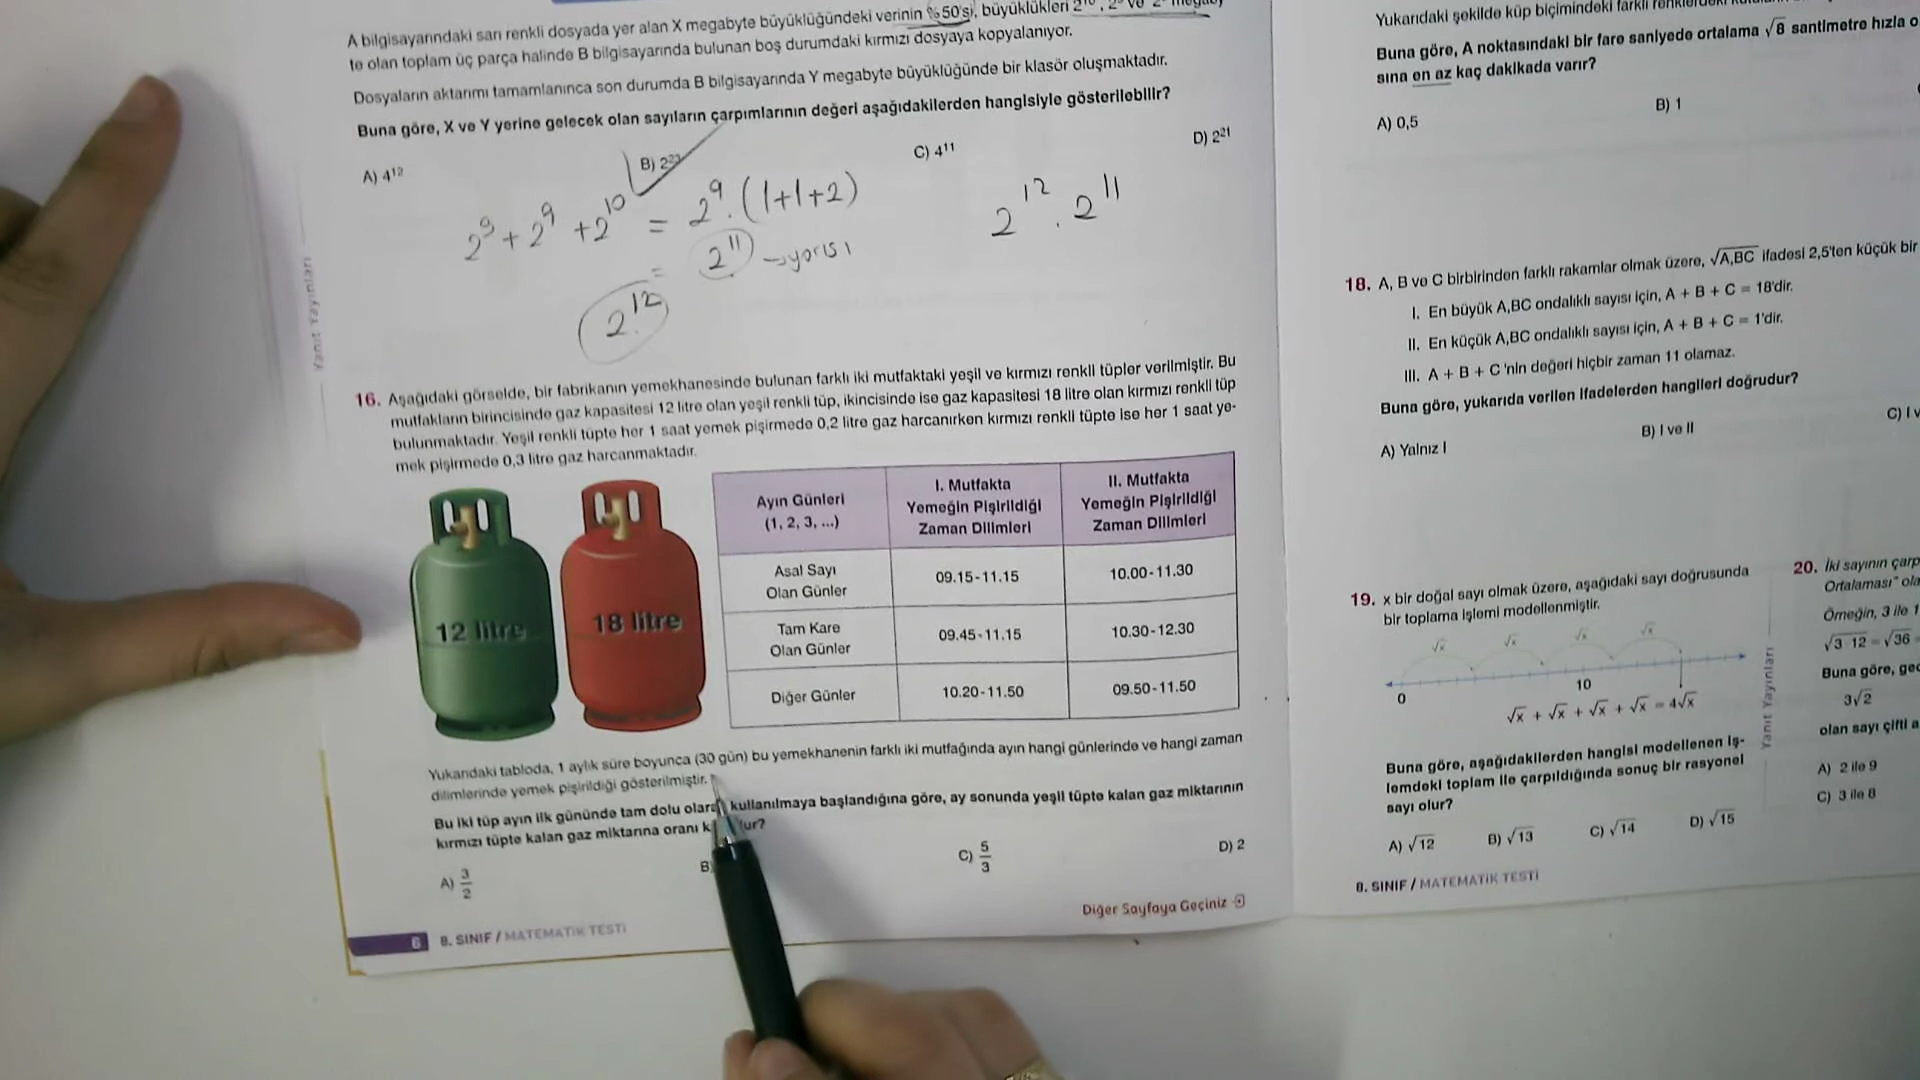 A bilgisayarındaki sarı renkli dosyada yer alan X megabyte büyüklüğündeki verinin %50'si, büyüklükleri
te olan toplam üç parça halinde B bilgisayarında bulunan boş durumdaki kırmızı dosyaya kopyalanıyor.
Dosyaların aktarımı tamamlanınca son durumda B bilgisayarında Y megabyte büyüklüğünde bir klasör oluşmaktadır.
Buna göre, X ve Y yerine gelecek olan sayıların çarpımlarının değeri aşağıdakilerden hangisiyle gösterilebilir?
A) 4¹²
B) 2²³
C) 4¹¹
D) 2²¹
2⁹ + 2⁹ + 2¹⁰ = 2⁹ . (1+1+2)
= 2¹¹ → yarısı
2¹²
2¹² . 2¹¹
Yanıt Yayınları
16. Aşağıdaki görselde, bir fabrikanın yemekhanesinde bulunan farklı iki mutfaktaki yeşil ve kırmızı renkli tüpler verilmiştir. Bu
mutfakların birincisinde gaz kapasitesi 12 litre olan yeşil renkli tüp, ikincisinde ise gaz kapasitesi 18 litre olan kırmızı renkli tüp
bulunmaktadır. Yeşil renkli tüpte her 1 saat yemek pişirmede 0,2 litre gaz harcanırken kırmızı renkli tüpte ise her 1 saat ye-
mek pişirmede 0,3 litre gaz harcanmaktadır.
12 litre
18 litre
Ayın Günleri (1, 2, 3, ...)
I. Mutfakta Yemeğin Pişirildiği Zaman Dilimleri
II. Mutfakta Yemeğin Pişirildiği Zaman Dilimleri
Asal Sayı Olan Günler
09.15-11.15
10.00-11.30
Tam Kare Olan Günler
09.45-11.15
10.30-12.30
Diğer Günler
10.20-11.50
09.50-11.50
Yukarıdaki tabloda, 1 aylık süre boyunca (30 gün) bu yemekhanenin farklı iki mutfağında ayın hangi günlerinde ve hangi zaman
dilimlerinde yemek pişirildiği gösterilmiştir.
Bu iki tüp ayın ilk gününde tam dolu kullanılmaya başlandığına göre, ay sonunda yeşil tüpte kalan gaz miktarının
kırmızı tüpte kalan gaz miktarına oranı
A) 3/2
B)
C) 5/3
D) 2
Diğer Sayfaya Geçiniz
6 8. SINIF / MATEMATİK TESTİ
Yukarıdaki şekilde küp biçimindeki farklı
Buna göre, A noktasındaki bir fare saniyede ortalama √8 santimetre hızla
sına en az kaç dakikada varır?
A) 0,5
B) 1
18. A, B ve C birbirinden farklı rakamlar olmak üzere, √A,BC ifadesi 2,5'ten küçük bir
I. En büyük A,BC ondalıklı sayısı için, A + B + C = 18'dir.
II. En küçük A,BC ondalıklı sayısı için, A + B + C = 1'dir.
III. A + B + C 'nin değeri hiçbir zaman 11 olamaz.
Buna göre, yukarıda verilen ifadelerden hangileri doğrudur?
A) Yalnız I
B) I ve II
C) I v
19. x bir doğal sayı olmak üzere, aşağıdaki sayı doğrusunda
bir toplama işlemi modellenmiştir.
√x √x √x √x
0 10
√x + √x + √x + √x = 4√x
Buna göre, aşağıdakilerden hangisi modellenen iş-
lemdeki toplam ile çarpıldığında sonuç bir rasyonel
sayı olur?
A) √12
B) √13
C) √14
D) √15
8. SINIF / MATEMATİK TESTİ
Yanıt Yayınları
20. İki sayının çarp
Ortalaması" ola
Örneğin, 3 ile 1
√3 12 = √36 =
Buna göre, geo
3√2
olan sayı çifti a
A) 2 ile 9
C) 3 ile 8